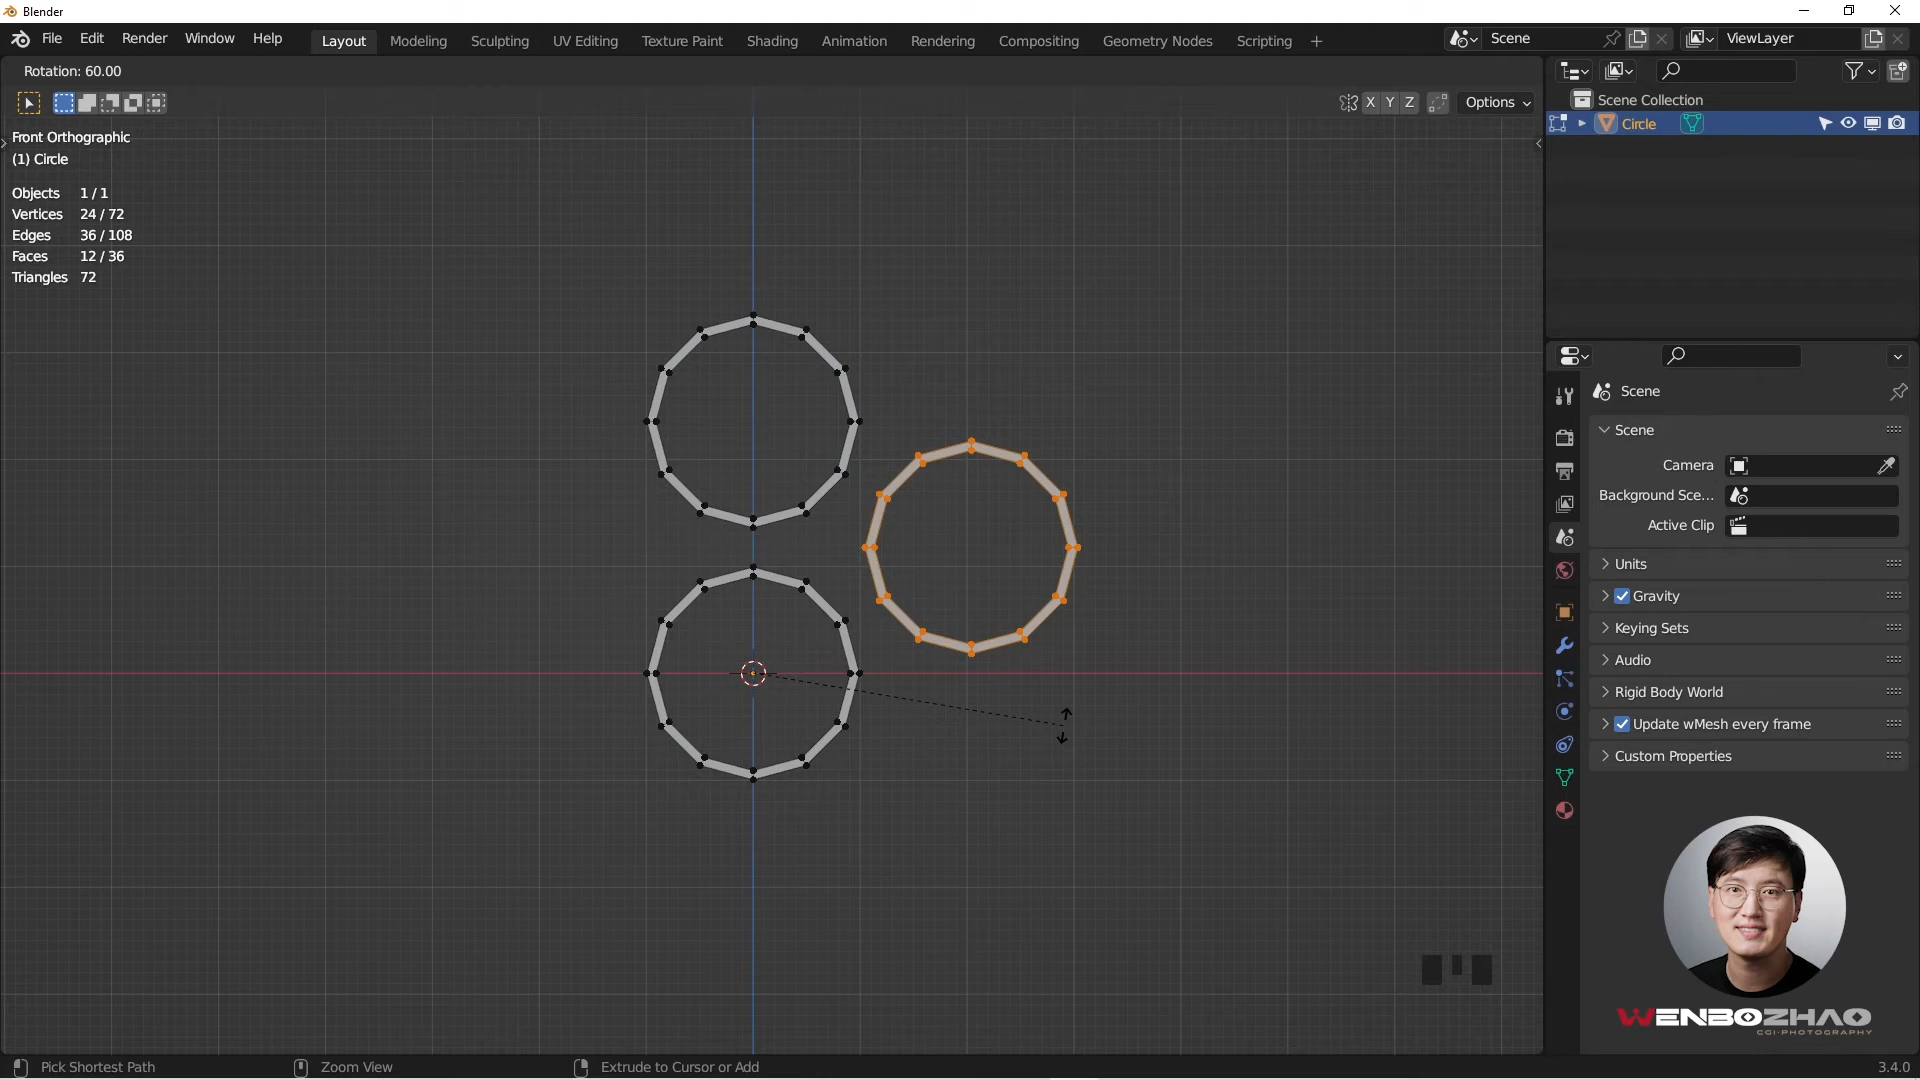 Blender
File Edit Render Window Help Layout Modeling Sculpting UV Editing Texture Paint Shading Animation Rendering Compositing Geometry Nodes Scripting + Scene ViewLayer
Rotation: 60.00
X Y Z Options
Front Orthographic
(1) Circle
Objects 1 / 1
Vertices 24 / 72
Edges 36 / 108
Faces 12 / 36
Triangles 72
Scene Collection
Circle
Scene
Scene
Camera
Background Sce...
Active Clip
Units
Gravity
Keying Sets
Audio
Rigid Body World
Update wMesh every frame
Custom Properties
WENBOZHAO
CGI-PHOTOGRAPHY
Pick Shortest Path Zoom View Extrude to Cursor or Add 3.4.0